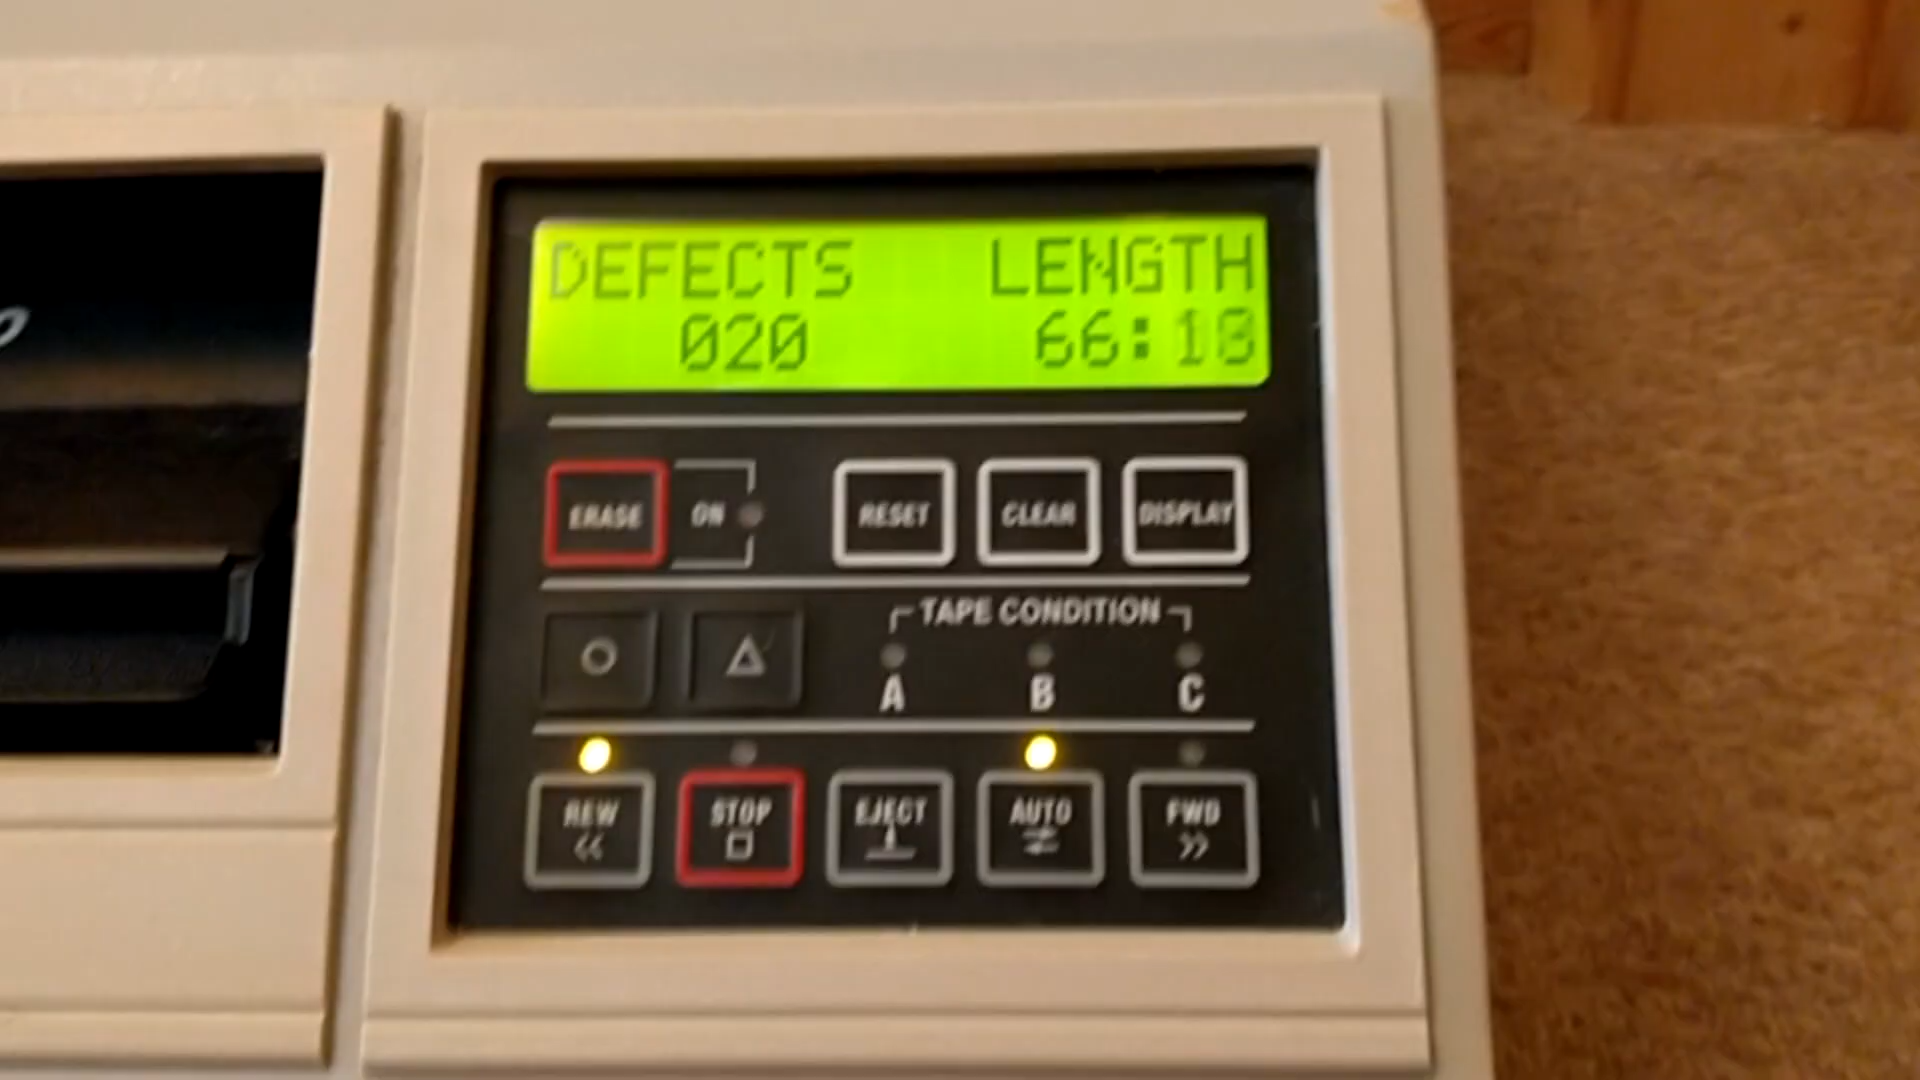 DEFECTS LENGTH
020 66:18
ERASE ON RESET CLEAR DISPLAY
TAPE CONDITION
A B C
REW STOP EJECT AUTO FWD